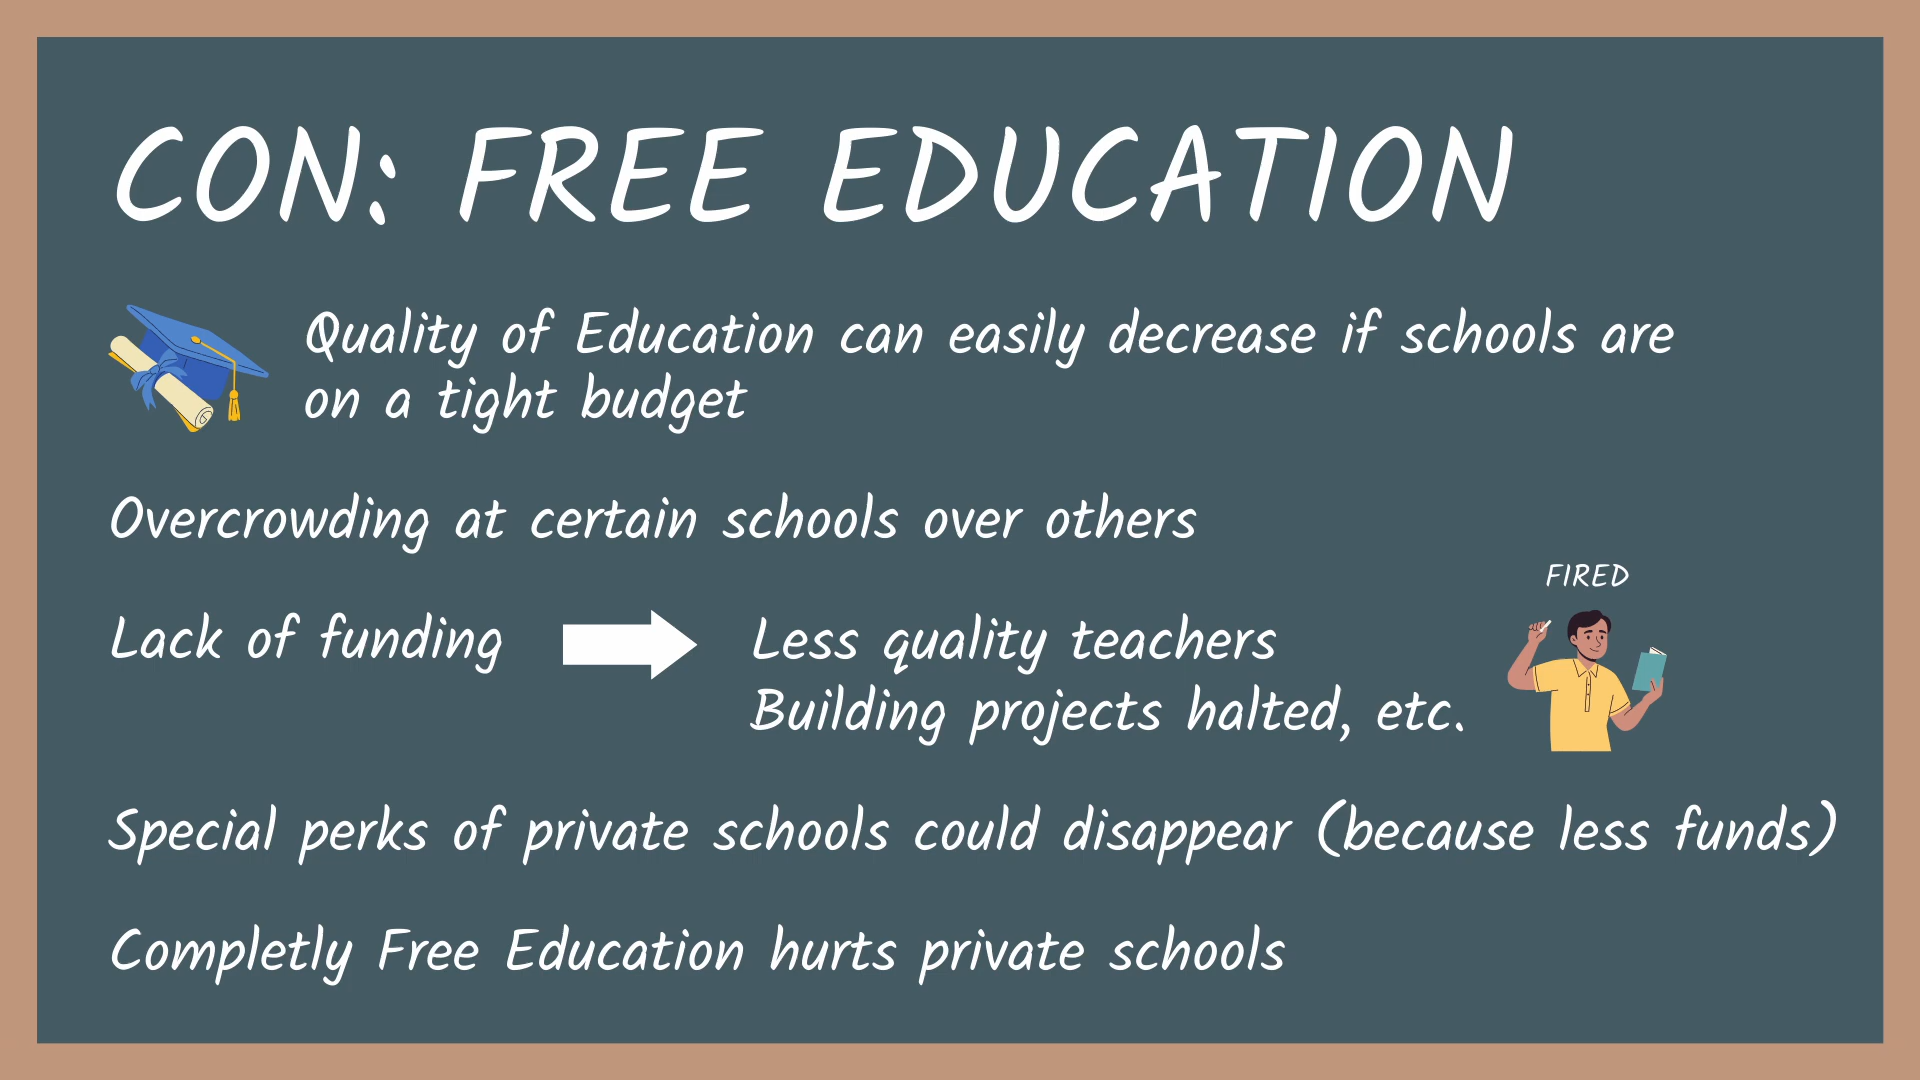 CON: FREE EDUCATION
Quality of Education can easily decrease if schools are
on a tight budget
Overcrowding at certain schools over others
FIRED
Lack of funding
Less quality teachers
Building projects halted, etc.
Special perks of private schools could disappear (because less funds)
Completly Free Education hurts private schools